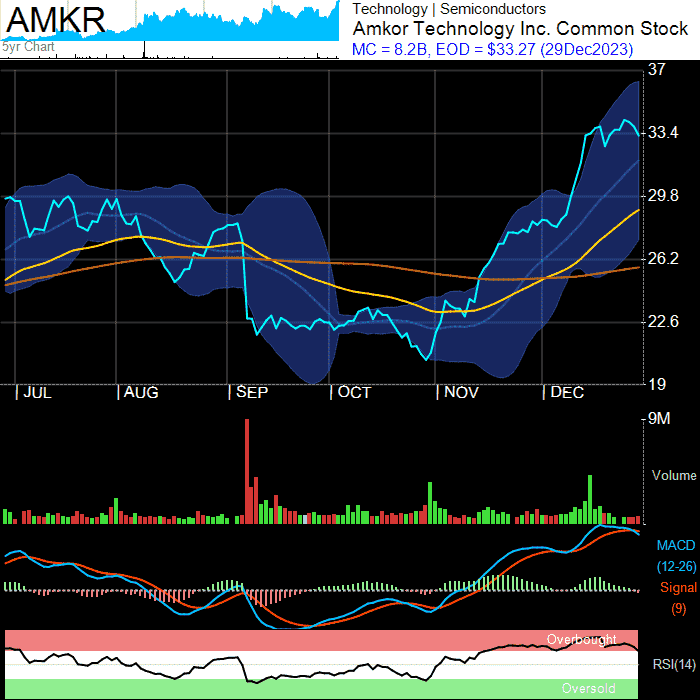 AMKR
5yr Chart
Technology | Semiconductors
Amkor Technology Inc. Common Stock
MC = 8.2B, EOD = $33.27 (29Dec2023)
37
33.4
29.8
26.2
22.6
19
| JUL | AUG | SEP | OCT | NOV | DEC
9M
Volume
MACD
(12-26)
Signal
(9)
Overbought
RSI(14)
Oversold